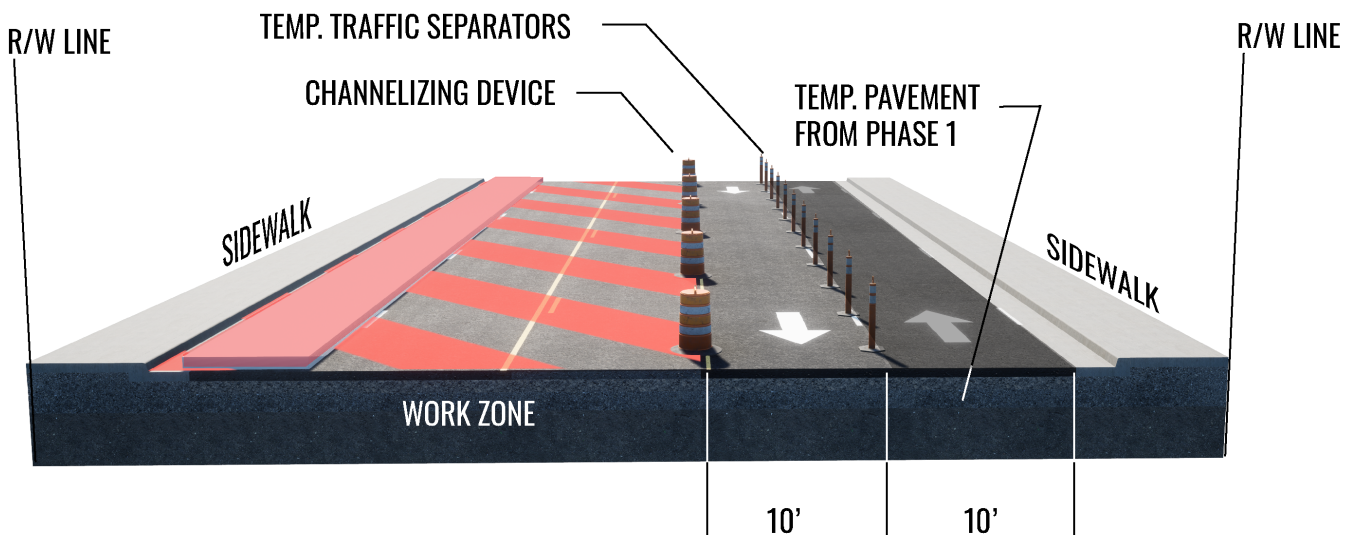 R/W LINE
TEMP. TRAFFIC SEPARATORS
R/W LINE
CHANNELIZING DEVICE
TEMP. PAVEMENT
FROM PHASE 1
SIDEWALK
SIDEWALK
WORK ZONE
10’
10’